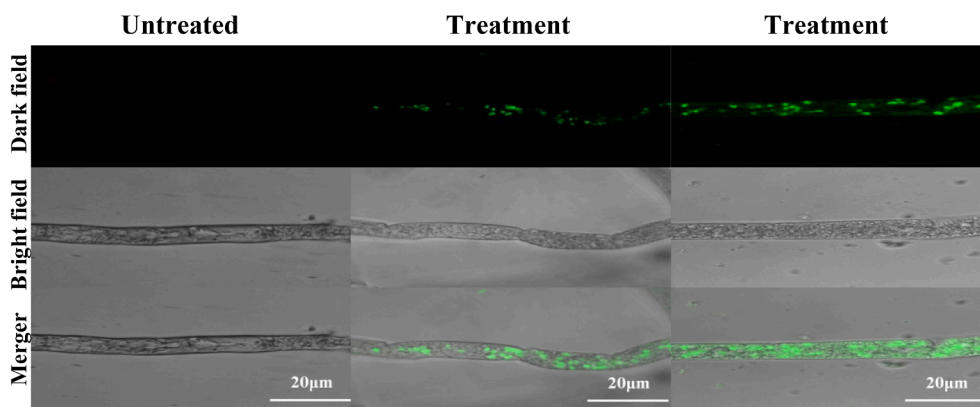 Untreated Treatment Treatment
Dark field
Bright field
Merger
20μm 20μm 20μm